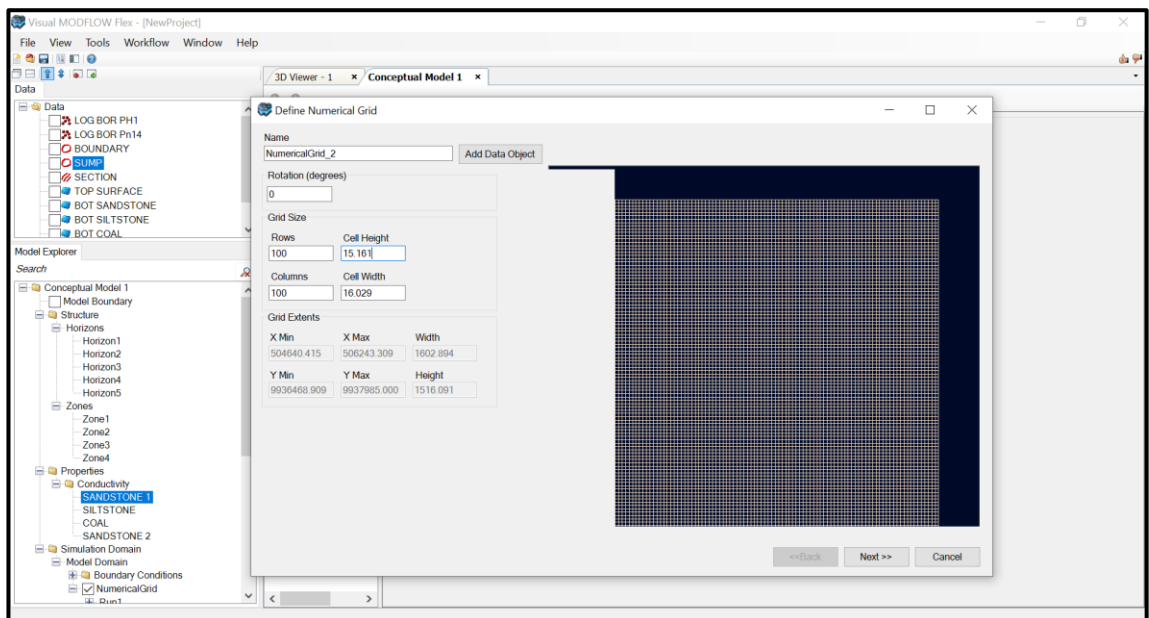 Visual MODFLOW Flex - [NewProject]
File View Tools Workflow Window Help
3D Viewer - 1 x Conceptual Model 1 x
Data
Data
LOG BOR PH1
LOG BOR Pn14
BOUNDARY
SUMP
SECTION
TOP SURFACE
BOT SANDSTONE
BOT SILTSTONE
BOT COAL
Model Explorer
Search
Conceptual Model 1
Model Boundary
Structure
Horizons
Horizon1
Horizon2
Horizon3
Horizon4
Horizon5
Zones
Zone1
Zone2
Zone3
Zone4
Properties
Conductivity
SANDSTONE 1
SILTSTONE
COAL
SANDSTONE 2
Simulation Domain
Model Domain
Boundary Conditions
NumericalGrid
Run1
Define Numerical Grid
Name
NumericalGrid_2 Add Data Object
Rotation (degrees)
0
Grid Size
Rows Cell Height
100 15.161
Columns Cell Width
100 16.029
Grid Extents
X Min X Max Width
504640.415 506243.309 1602.894
Y Min Y Max Height
9936468.909 9937985.000 1516.091
<<Back Next >> Cancel